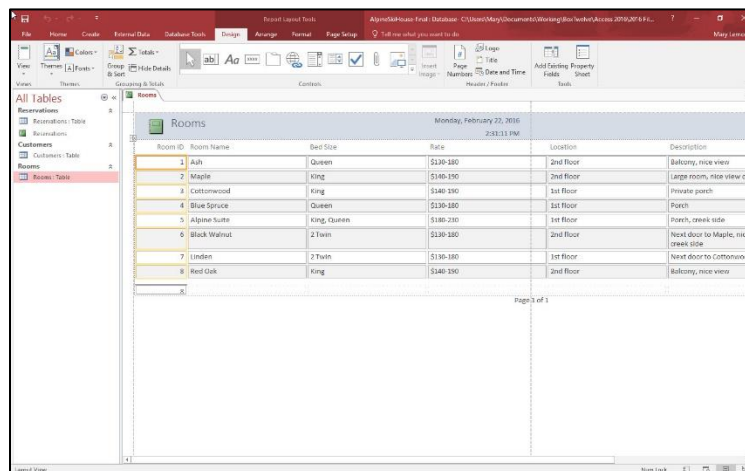 Report Layout Tools
AlpineSkiHouse-Final : Database- C:\Users\Mary\Documents\Working\BoxTwelve\Access 2016\2016 Fil...
?
File Home Create External Data Database Tools Design Arrange Format Page Setup Tell me what you want to do
View
Views
Themes
Colors
Fonts
Themes
Group & Sort
Totals
Hide Details
Grouping & Totals
ab Aa xxxx
Controls
Insert Image
Page Numbers
Logo
Title
Date and Time
Header / Footer
Add Existing Fields
Property Sheet
Tools
All Tables
Reservations
Reservations : Table
Reservations
Customers
Customers : Table
Rooms
Rooms : Table
Rooms
Rooms
Monday, February 22, 2016
2:31:11 PM
Room ID Room Name Bed Size Rate Location Description
1 Ash Queen $130-180 2nd floor Balcony, nice view
2 Maple King $140-190 2nd floor Large room, nice view
3 Cottonwood King $140-190 1st floor Private porch
4 Blue Spruce Queen $130-180 1st floor Porch
5 Alpine Suite King, Queen $180-230 1st floor Porch, creek side
6 Black Walnut 2 Twin $130-180 2nd floor Next door to Maple,
creek side
7 Linden 2 Twin $130-180 1st floor Next door to
8 Red Oak King $140-190 2nd floor Balcony, nice view
8
Page 1 of 1
Layout View
Num Lock